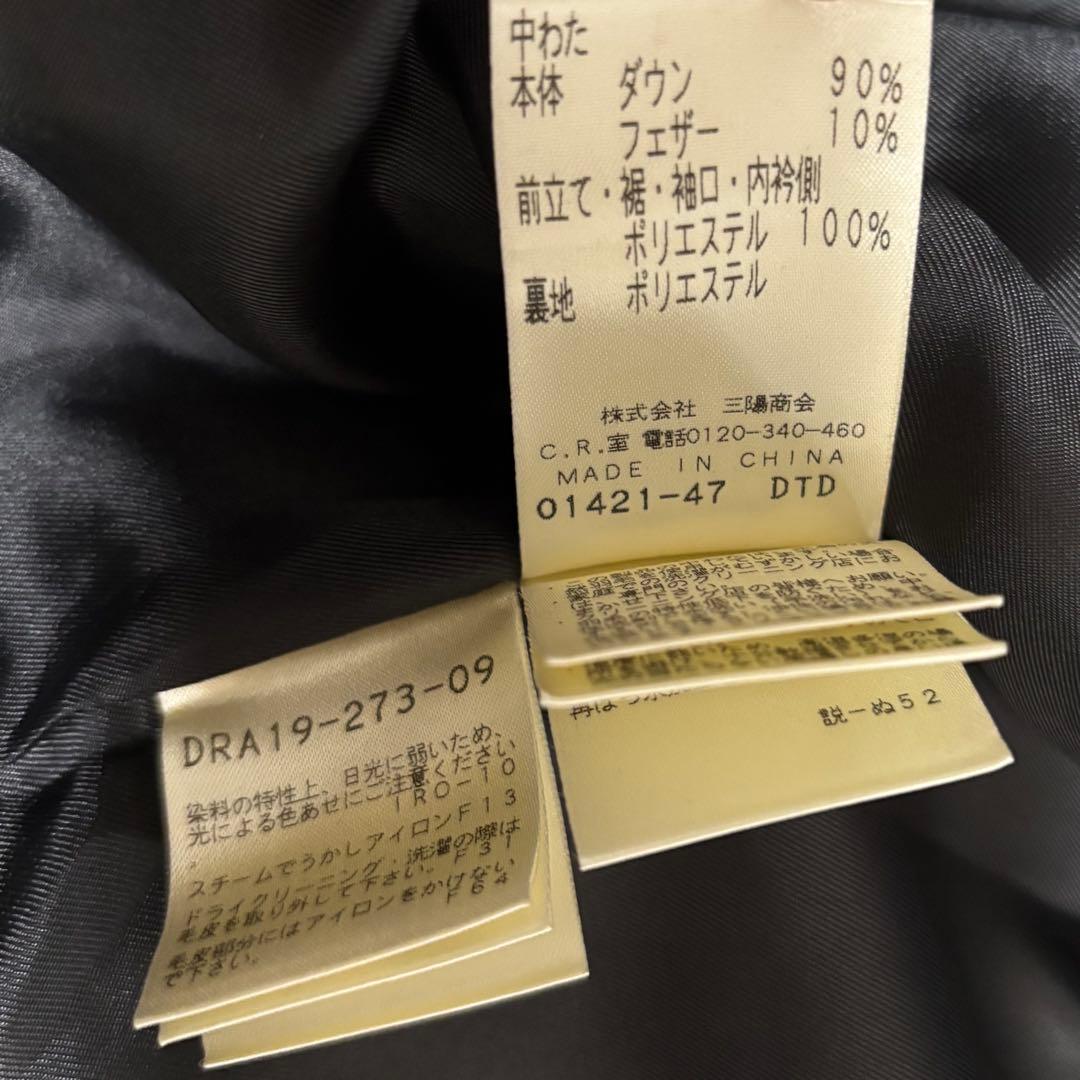 中わた
本体 ダウン 90%
フェザー 10%
前立て・裾・袖口・内衿側
ポリエステル 100%
裏地 ポリエステル
株式会社 三陽商会
C.R.室 電話0120-340-460
MADE IN CHINA
01421-47 DTD
説ーぬ52
DRA19-273-09
染料の特性上、日光に弱いため、
光による色あせにご注意ください
IRO-10
スチームでうかしアイロンF13
ドライクリーニング、洗濯の際は
毛皮を取り外して下さい。F31
毛皮部分にはアイロンをかけない
で下さい。 F64